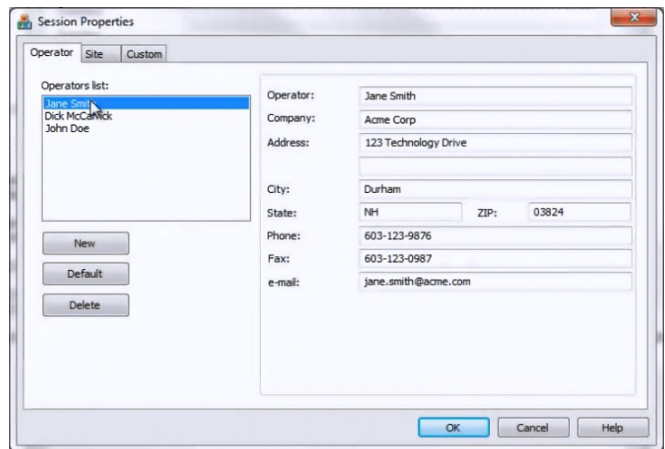 Session Properties
Operator Site Custom
Operators list:
Jane Smith
Dick McCarrick
John Doe
New
Default
Delete
Operator: Jane Smith
Company: Acme Corp
Address: 123 Technology Drive
City: Durham
State: NH ZIP: 03824
Phone: 603-123-9876
Fax: 603-123-0987
e-mail: jane.smith@acme.com
OK Cancel Help